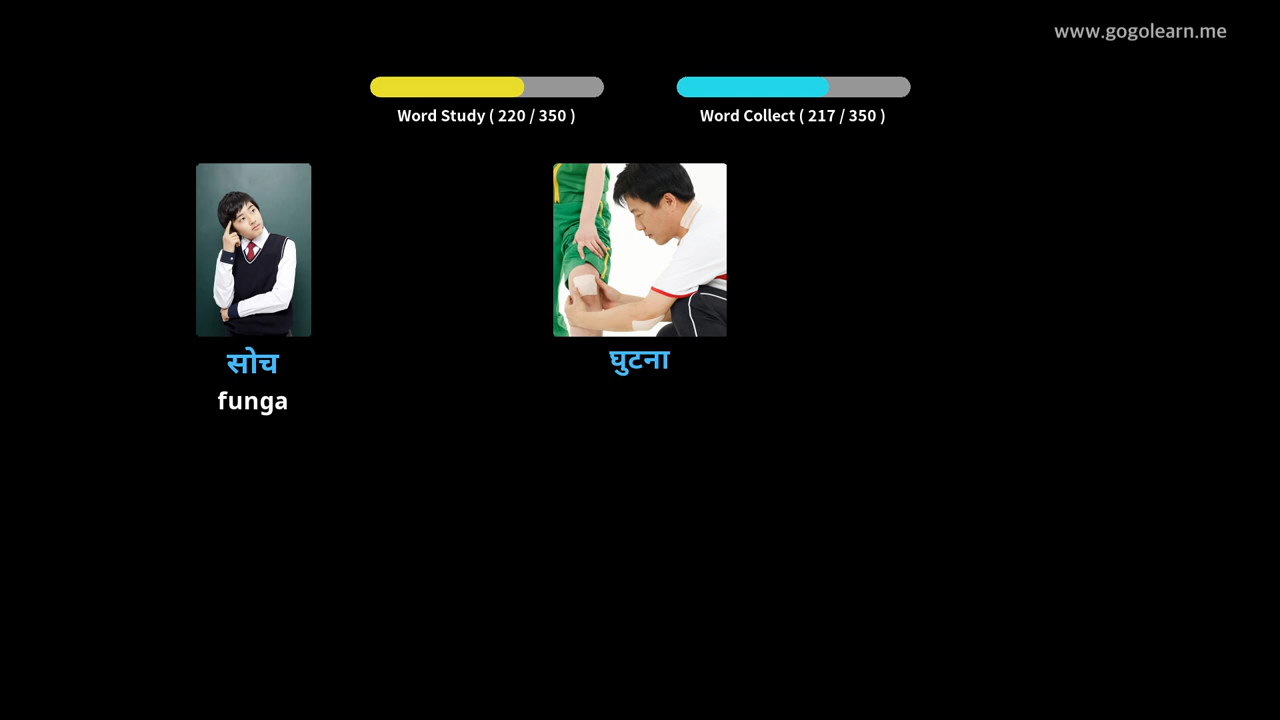 www.gogolearn.me
Word Study ( 220 / 350 )
Word Collect ( 217 / 350 )
सोच
funga
घुटना